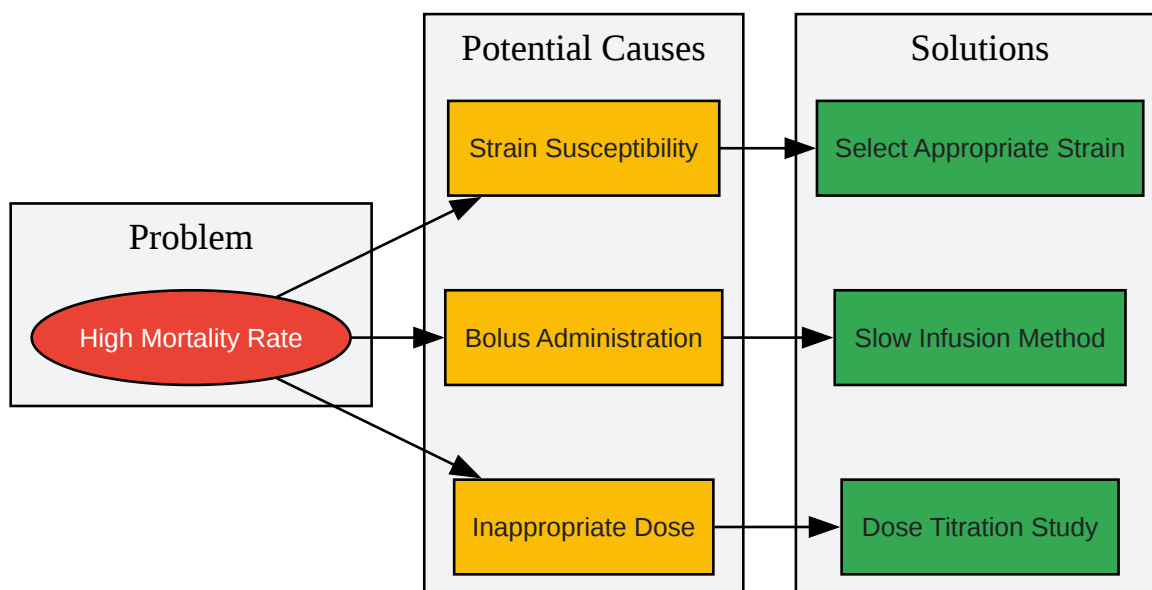 Problem
High Mortality Rate
Potential Causes
Strain Susceptibility
Bolus Administration
Inappropriate Dose
Solutions
Select Appropriate Strain
Slow Infusion Method
Dose Titration Study